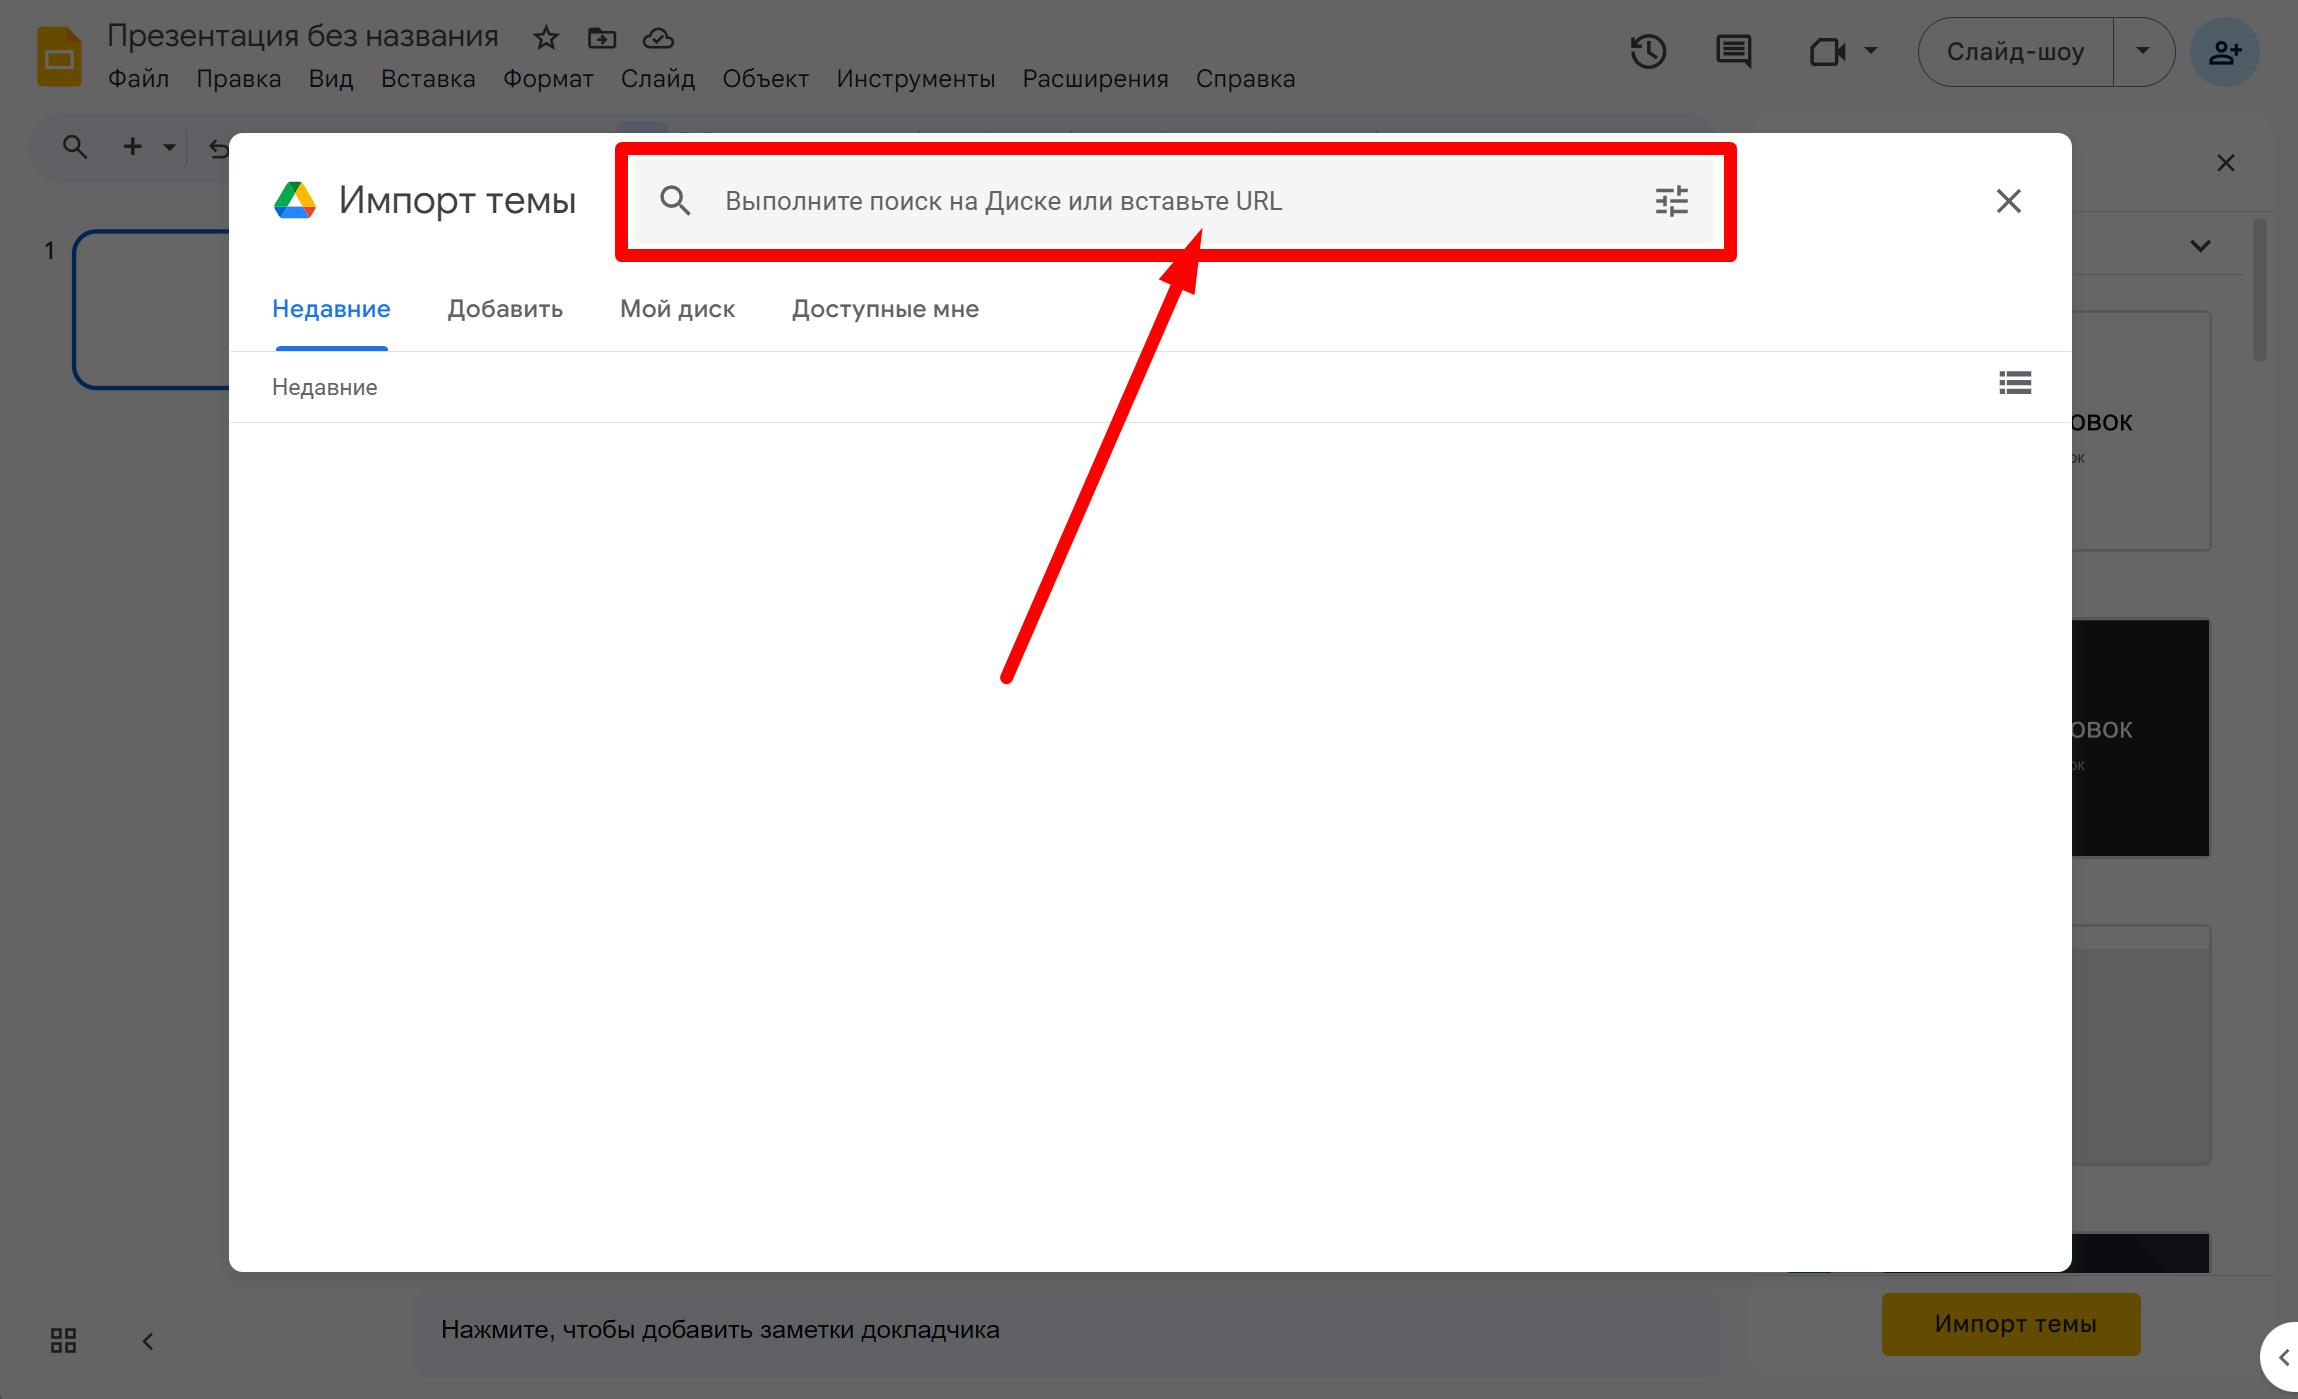 Презентация без названия
Файл Правка Вид Вставка Формат Слайд Объект Инструменты Расширения Справка
Слайд-шоу
Импорт темы
Выполните поиск на Диске или вставьте URL
1
Недавние Добавить Мой диск Доступные мне
Недавние
овок
ок
овок
ок
Нажмите, чтобы добавить заметки докладчика
Импорт темы